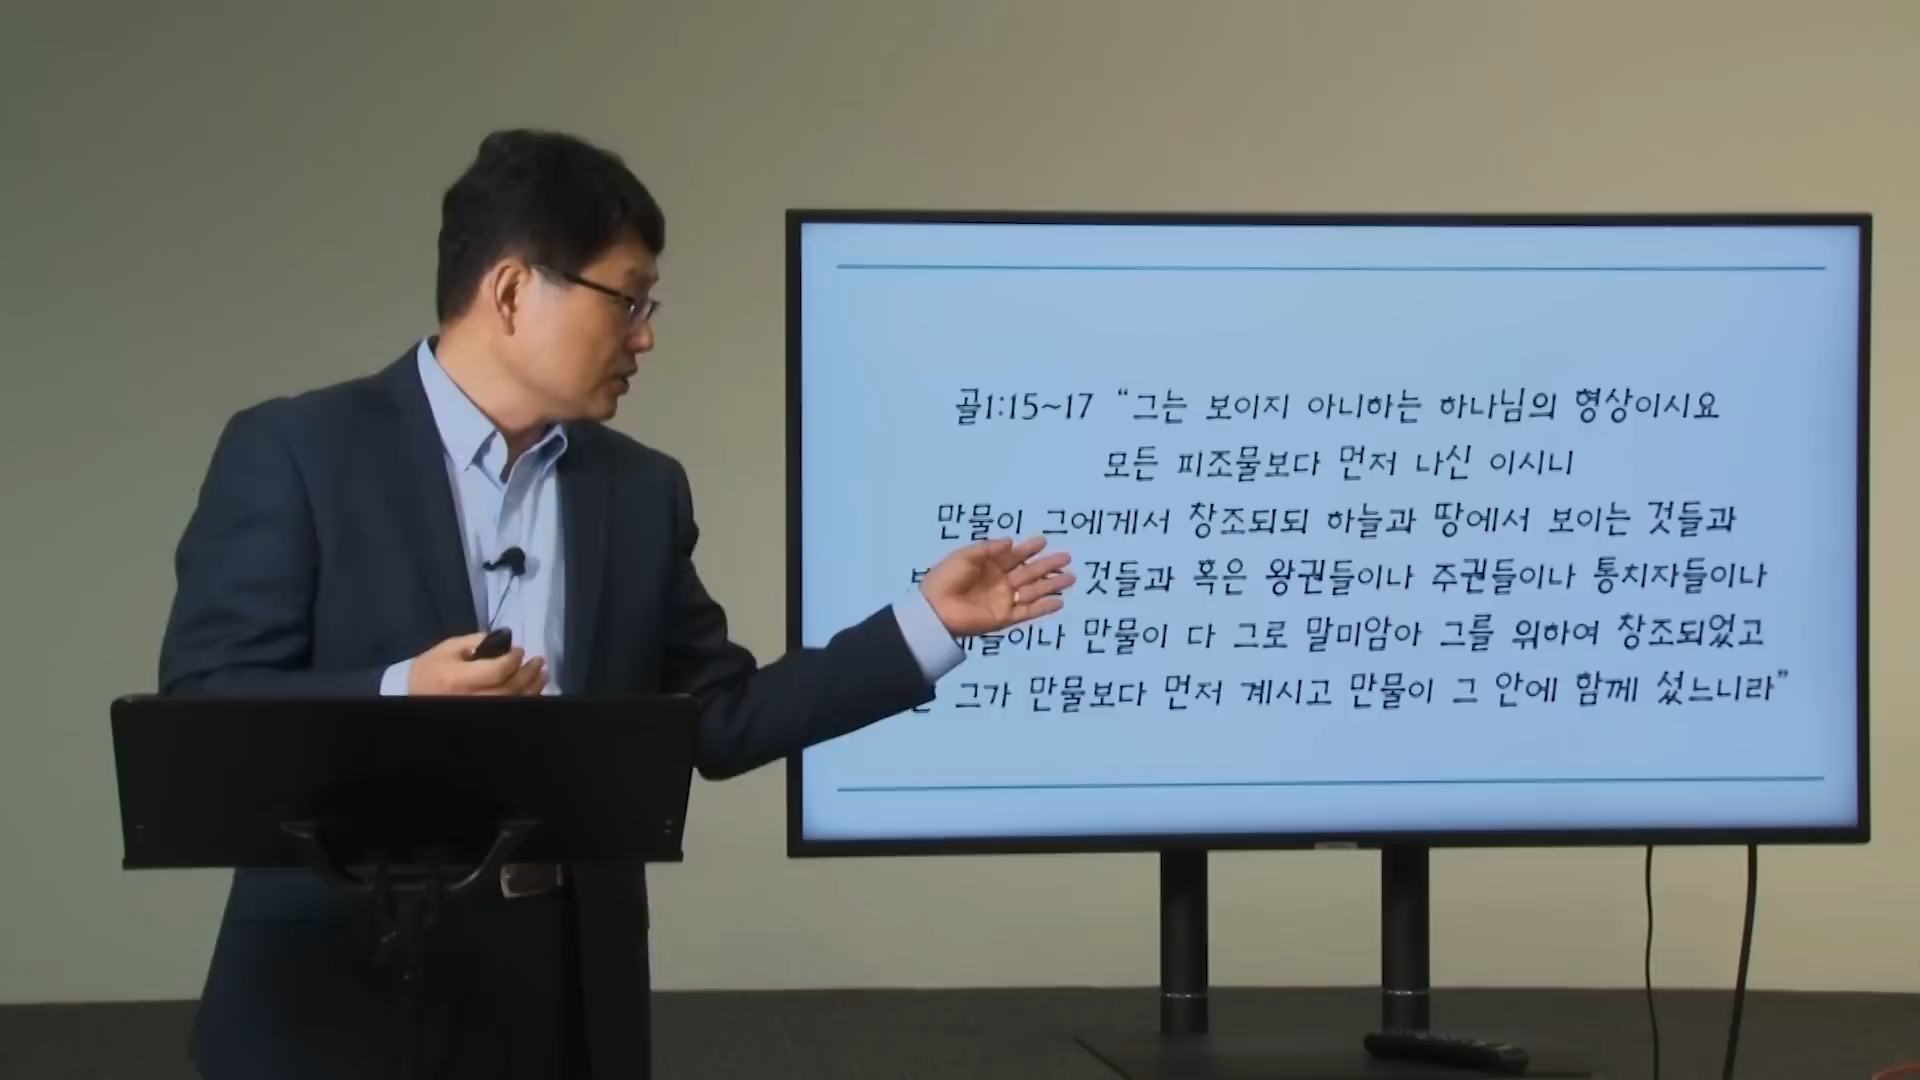 골1:15~17 “그는 보이지 아니하는 하나님의 형상이시요
모든 피조물보다 먼저 나신 이시니
만물이 그에게서 창조되되 하늘과 땅에서 보이는 것들과
것들과 혹은 왕권들이나 주권들이나 통치자들이나
만물이 다 그로 말미암아 그를 위하여 창조되었고
그가 만물보다 먼저 계시고 만물이 그 안에 함께 섰느니라”